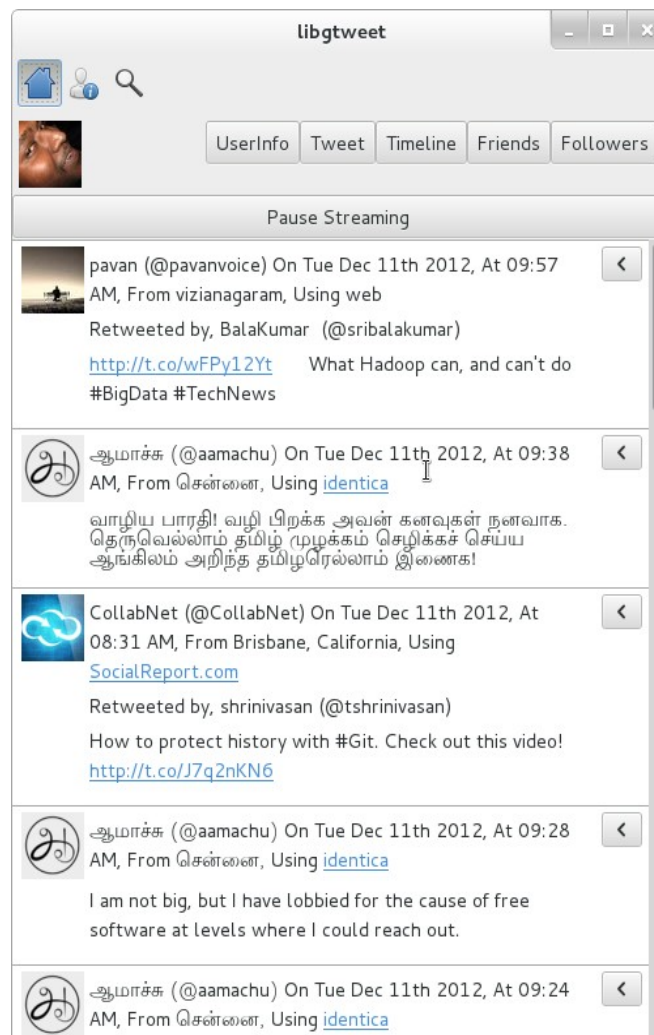 libgtweet
UserInfo Tweet Timeline Friends Followers
Pause Streaming
pavan (@pavanvoice) On Tue Dec 11th 2012, At 09:57
AM, From vizianagaram, Using web
Retweeted by, BalaKumar (@sribalakumar)
http://t.co/wFPy12Yt What Hadoop can, and can't do
#BigData #TechNews
ஆமாச்சு (@aamachu) On Tue Dec 11th 2012, At 09:38
AM, From சென்னை, Using identica
வாழிய பாரதி! வழி பிறக்க அவன் கனவுகள் நனவாக.
தெருவெல்லாம் தமிழ் முழக்கம் செழிக்கச் செய்ய
ஆங்கிலம் அறிந்த தமிழரெல்லாம் இணைக!
CollabNet (@CollabNet) On Tue Dec 11th 2012, At
08:31 AM, From Brisbane, California, Using
SocialReport.com
Retweeted by, shrinivasan (@tshrinivasan)
How to protect history with #Git. Check out this video!
http://t.co/J7q2nKN6
ஆமாச்சு (@aamachu) On Tue Dec 11th 2012, At 09:28
AM, From சென்னை, Using identica
I am not big, but I have lobbied for the cause of free
software at levels where I could reach out.
ஆமாச்சு (@aamachu) On Tue Dec 11th 2012, At 09:24
AM, From சென்னை, Using identica